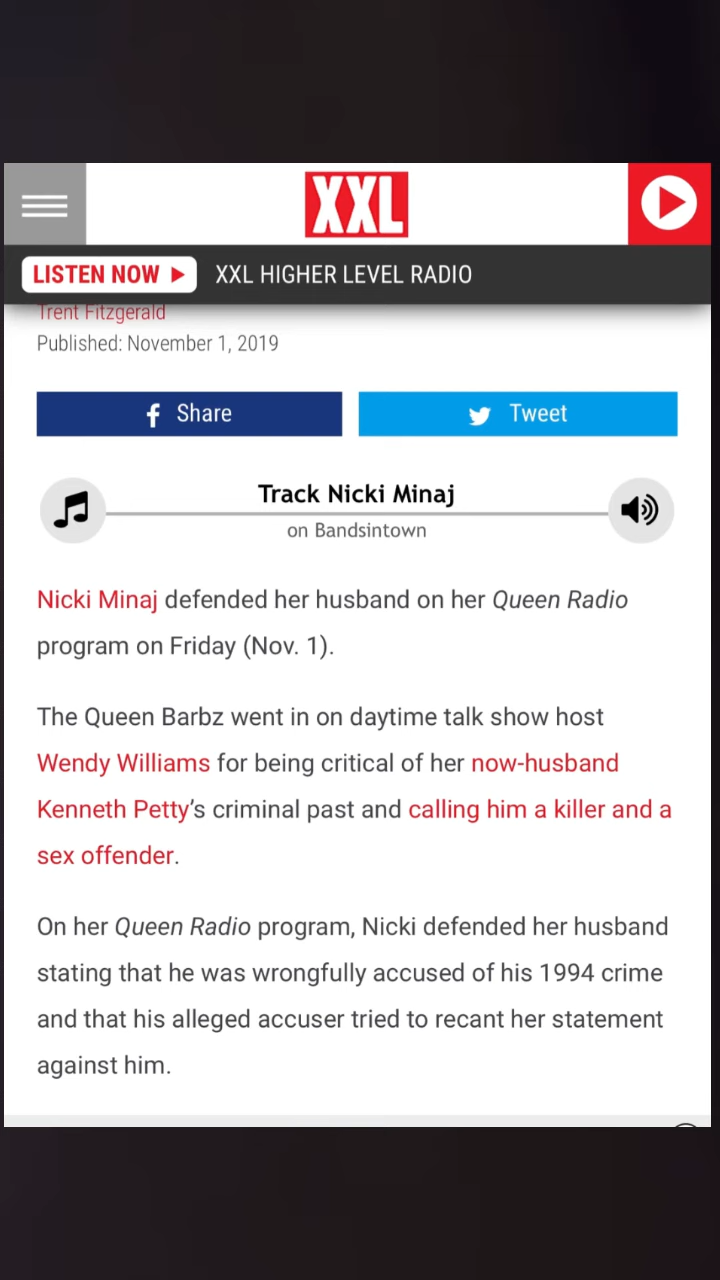 XXL
LISTEN NOW
XXL HIGHER LEVEL RADIO
Trent Fitzgerald
Published: November 1, 2019
f Share
Tweet
Track Nicki Minaj
on Bandsintown
Nicki Minaj defended her husband on her Queen Radio
program on Friday (Nov. 1).
The Queen Barbz went in on daytime talk show host
Wendy Williams for being critical of her now-husband
Kenneth Petty's criminal past and calling him a killer and a
sex offender.
On her Queen Radio program, Nicki defended her husband
stating that he was wrongfully accused of his 1994 crime
and that his alleged accuser tried to recant her statement
against him.